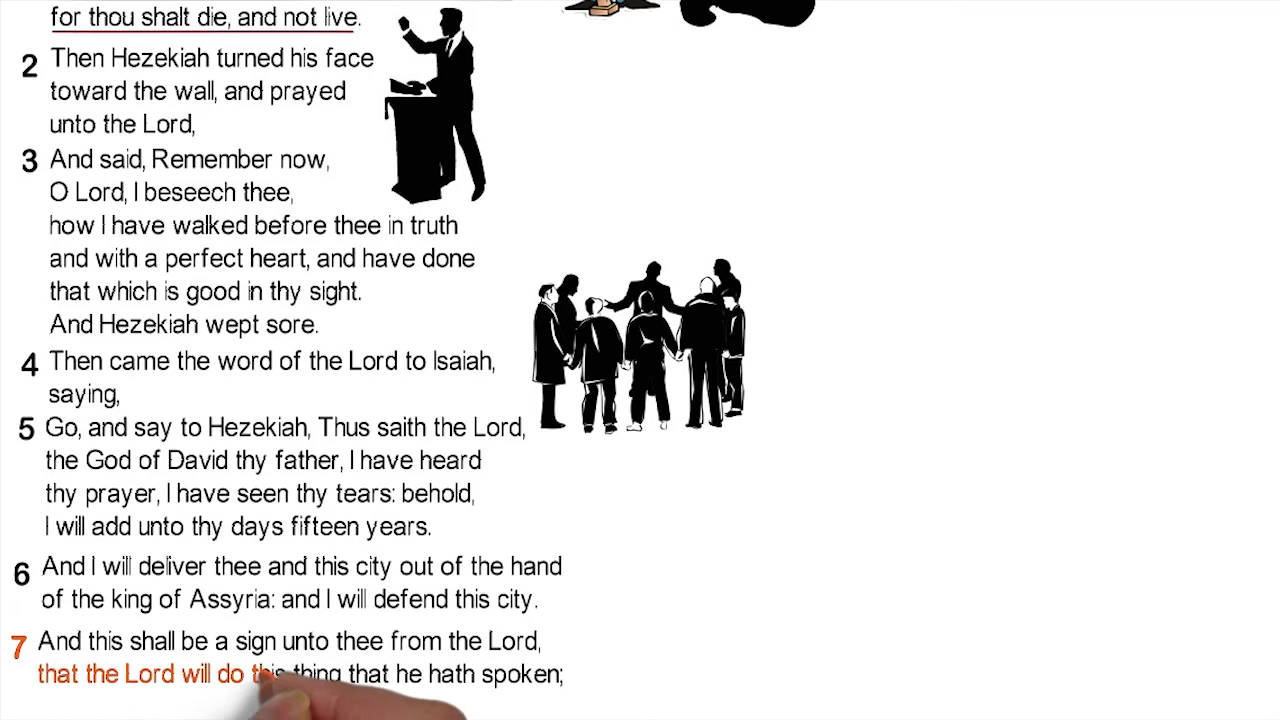 for thou shalt die, and not live.
2 Then Hezekiah turned his face
toward the wall, and prayed
unto the Lord,
3 And said, Remember now,
O Lord, I beseech thee,
how I have walked before thee in truth
and with a perfect heart, and have done
that which is good in thy sight.
And Hezekiah wept sore.
4 Then came the word of the Lord to Isaiah,
saying,
5 Go, and say to Hezekiah, Thus saith the Lord,
the God of David thy father, I have heard
thy prayer, I have seen thy tears: behold,
I will add unto thy days fifteen years.
6 And I will deliver thee and this city out of the hand
of the king of Assyria: and I will defend this city.
7 And this shall be a sign unto thee from the Lord,
that the Lord will do this thing that he hath spoken;